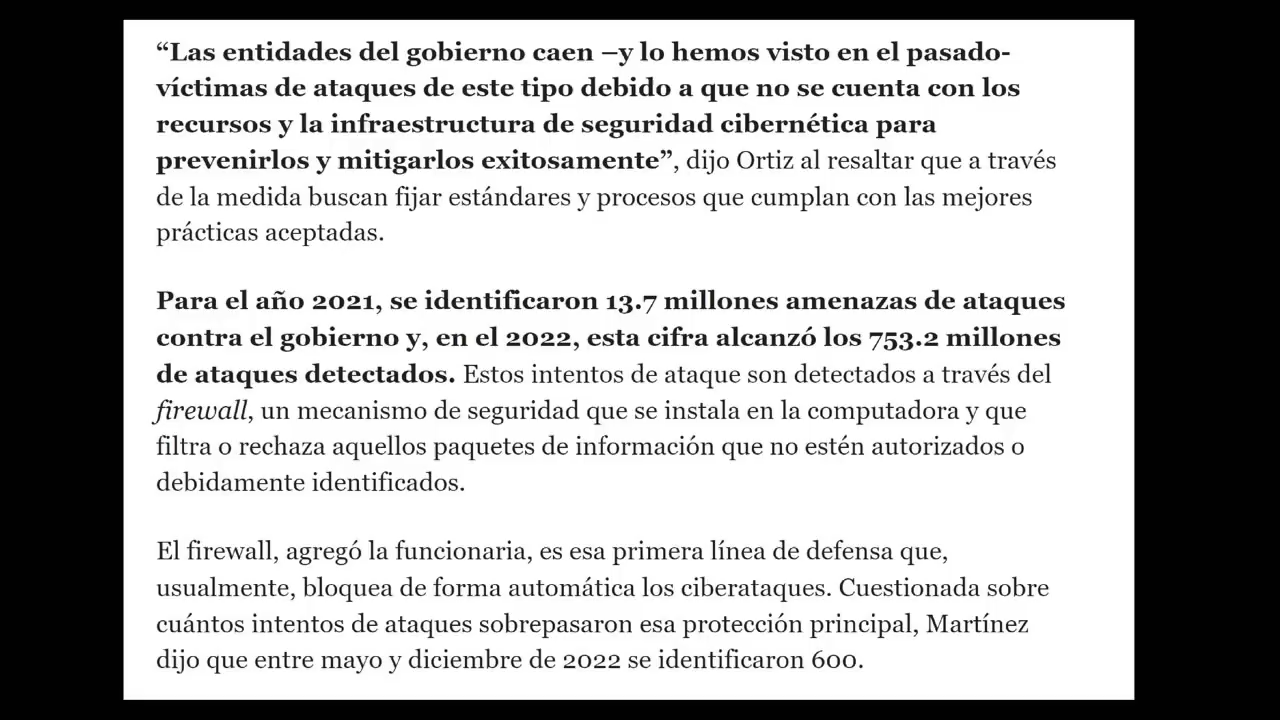 “Las entidades del gobierno caen –y lo hemos visto en el pasado-
víctimas de ataques de este tipo debido a que no se cuenta con los
recursos y la infraestructura de seguridad cibernética para
prevenirlos y mitigarlos exitosamente”, dijo Ortiz al resaltar que a través
de la medida buscan fijar estándares y procesos que cumplan con las mejores
prácticas aceptadas.
Para el año 2021, se identificaron 13.7 millones amenazas de ataques
contra el gobierno y, en el 2022, esta cifra alcanzó los 753.2 millones
de ataques detectados. Estos intentos de ataque son detectados a través del
firewall, un mecanismo de seguridad que se instala en la computadora y que
filtra o rechaza aquellos paquetes de información que no estén autorizados o
debidamente identificados.
El firewall, agregó la funcionaria, es esa primera línea de defensa que,
usualmente, bloquea de forma automática los ciberataques. Cuestionada sobre
cuántos intentos de ataques sobrepasaron esa protección principal, Martínez
dijo que entre mayo y diciembre de 2022 se identificaron 600.